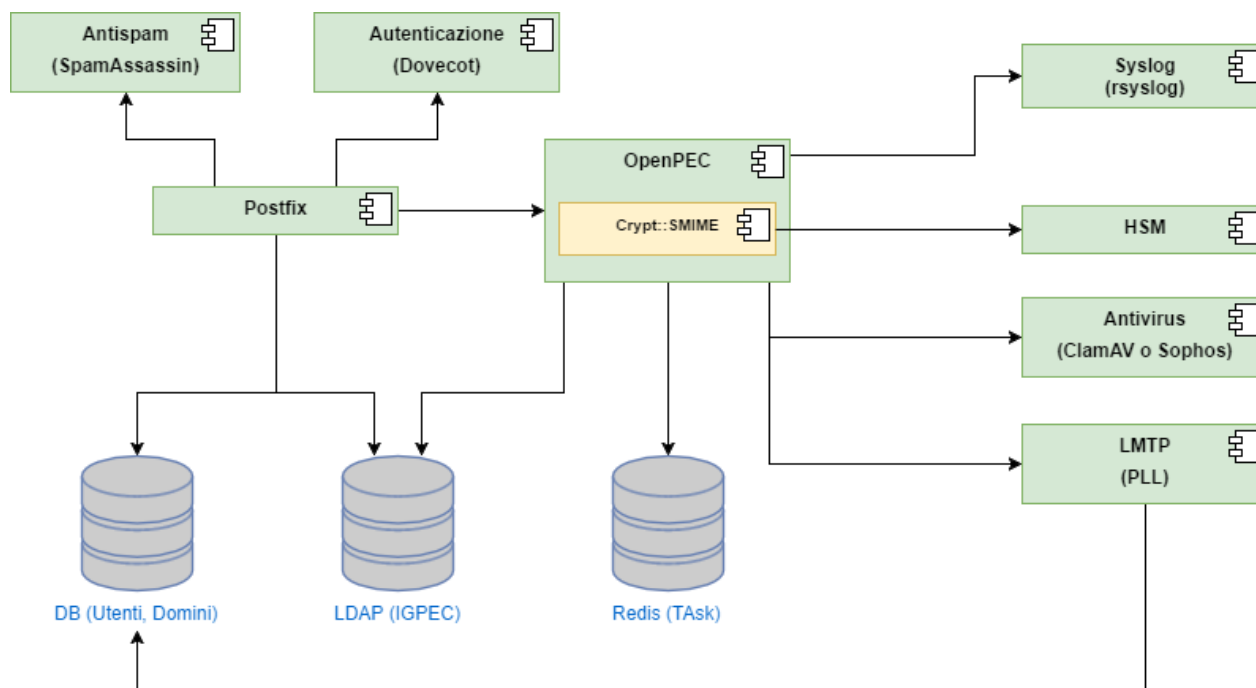 Antispam
(SpamAssassin)
Autenticazione
(Dovecot)
Syslog
(rsyslog)
OpenPEC
Postfix
Crypt::SMIME
HSM
Antivirus
(ClamAV o Sophos)
LMTP
(PLL)
DB (Utenti, Domini)
LDAP (IGPEC)
Redis (TAsk)